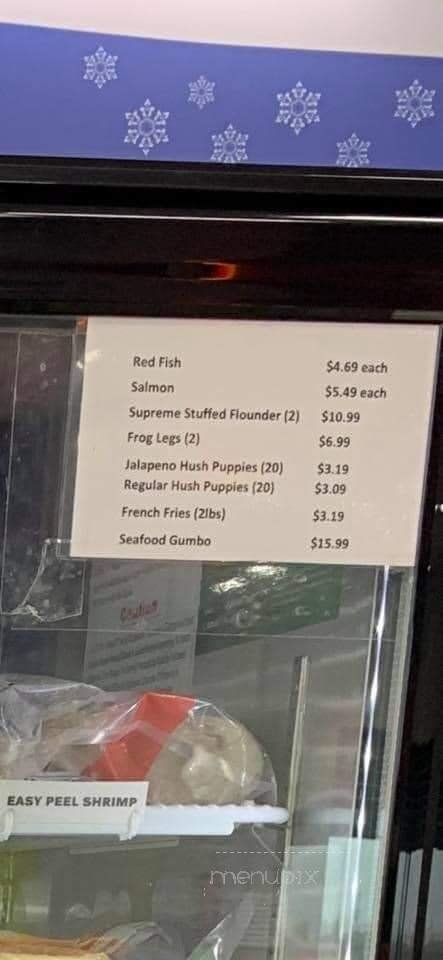 Red Fish $4.69 each
Salmon $5.49 each
Supreme Stuffed Flounder (2) $10.99
Frog Legs (2) $6.99
Jalapeno Hush Puppies (20) $3.19
Regular Hush Puppies (20) $3.09
French Fries (2lbs) $3.19
Seafood Gumbo $15.99
EASY PEEL SHRIMP
menupix